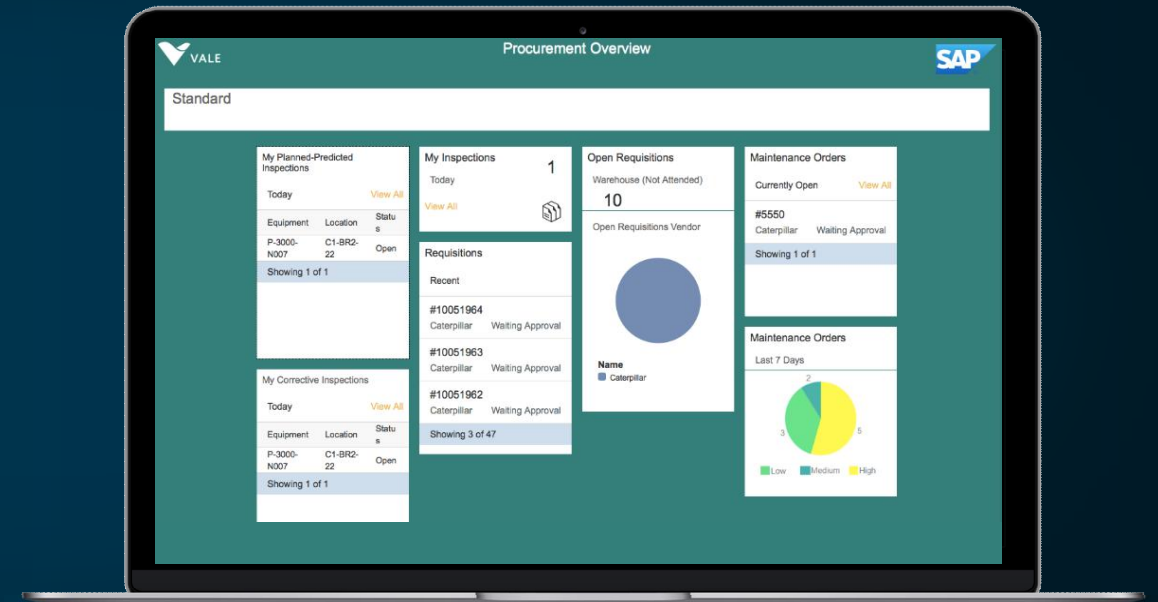 VALE
Procurement Overview
SAP
Standard
My Planned-Predicted
Inspections
Today
View All
Equipment Location Statu
s
P-3000-
N007
C1-BR2-
22
Open
Showing 1 of 1
My Corrective Inspections
Today
View All
Equipment Location Statu
s
P-3000-
N007
C1-BR2-
22
Open
Showing 1 of 1
My Inspections
1
Today
View All
Requisitions
Recent
#10051964
Caterpillar Waiting Approval
#10051963
Caterpillar Waiting Approval
#10051962
Caterpillar Waiting Approval
Showing 3 of 47
Open Requisitions
Warehouse (Not Attended)
10
Open Requisitions Vendor
Name
Caterpillar
Maintenance Orders
Currently Open
View All
#5550
Caterpillar Waiting Approval
Showing 1 of 1
Maintenance Orders
Last 7 Days
2
3
5
Low Medium High